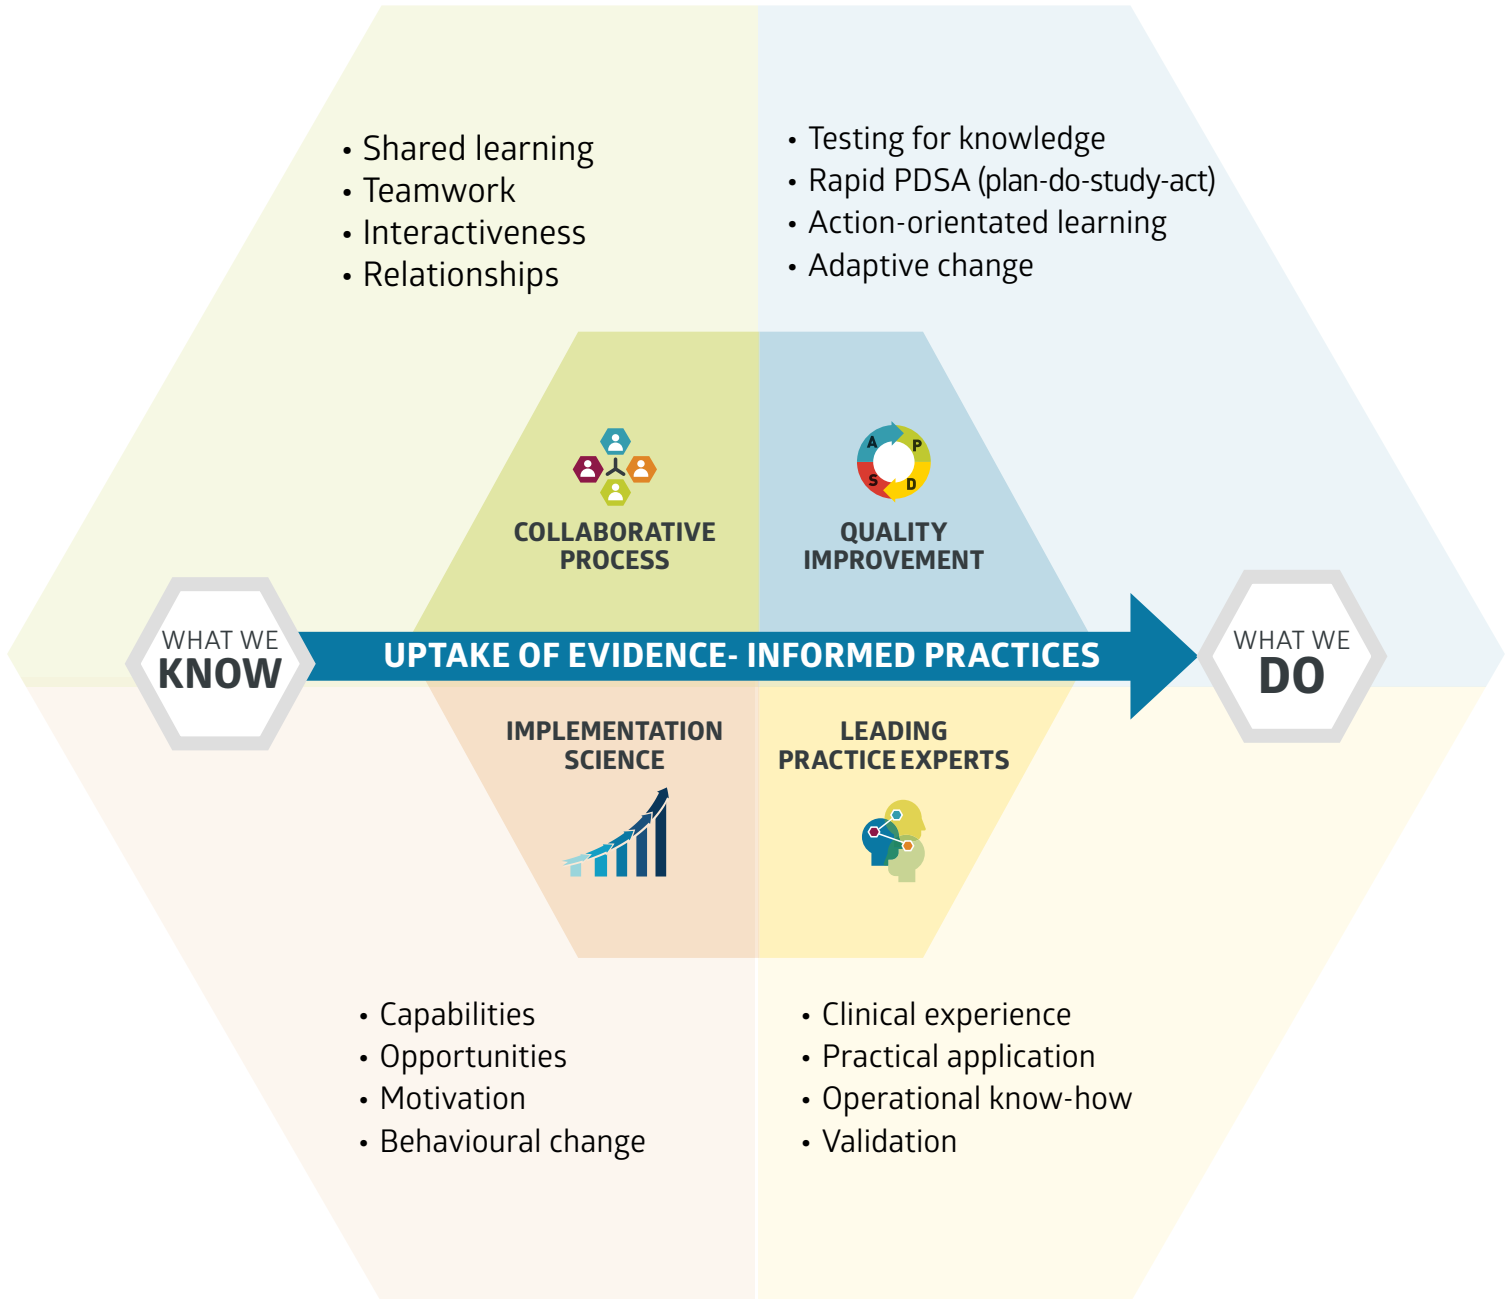 • Shared learning
• Teamwork
• Interactiveness
• Relationships
• Testing for knowledge
• Rapid PDSA (plan-do-study-act)
• Action-orientated learning
• Adaptive change
COLLABORATIVE
PROCESS
A P
S D
QUALITY
IMPROVEMENT
WHAT WE
KNOW
UPTAKE OF EVIDENCE- INFORMED PRACTICES
WHAT WE
DO
IMPLEMENTATION
SCIENCE
LEADING
PRACTICE EXPERTS
• Capabilities
• Opportunities
• Motivation
• Behavioural change
• Clinical experience
• Practical application
• Operational know-how
• Validation